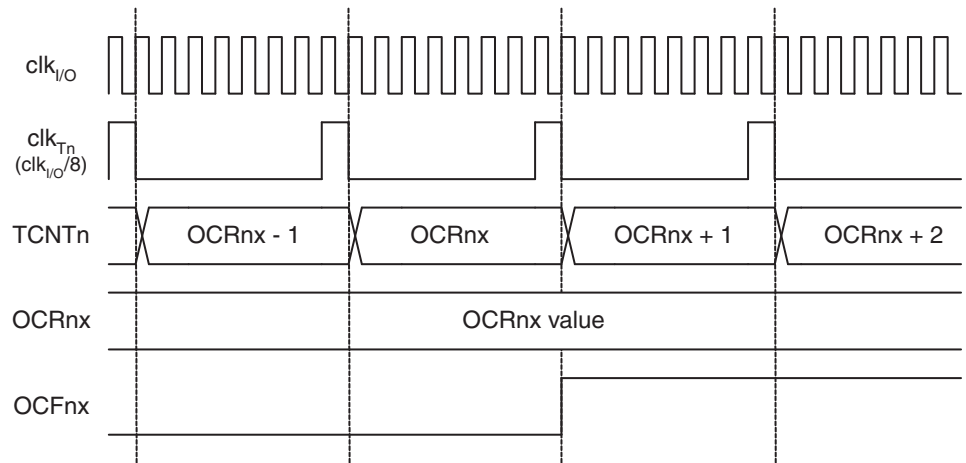 clkI/O
clkTn
(clkI/O/8)
TCNTn
OCRnx - 1
OCRnx
OCRnx + 1
OCRnx + 2
OCRnx
OCRnx value
OCFnx